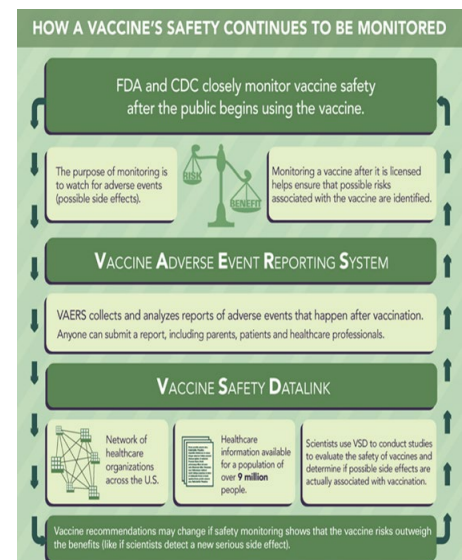 HOW A VACCINE'S SAFETY CONTINUES TO BE MONITORED
FDA and CDC closely monitor vaccine safety
after the public begins using the vaccine.
The purpose of monitoring is
to watch for adverse events
(possible side effects).
RISK
BENEFIT
Monitoring a vaccine after it is licensed
helps ensure that possible risks
associated with the vaccine are identified.
VACCINE ADVERSE EVENT REPORTING SYSTEM
VAERS collects and analyzes reports of adverse events that happen after vaccination.
Anyone can submit a report, including parents, patients and healthcare professionals.
VACCINE SAFETY DATALINK
Network of
healthcare
organizations
across the U.S.
Healthcare
information available
for a population of
over 9 million
people.
Scientists use VSD to conduct studies
to evaluate the safety of vaccines and
determine if possible side effects are
actually associated with vaccination.
Vaccine recommendations may change if safety monitoring shows that the vaccine risks outweigh
the benefits (like if scientists detect a new serious side effect).